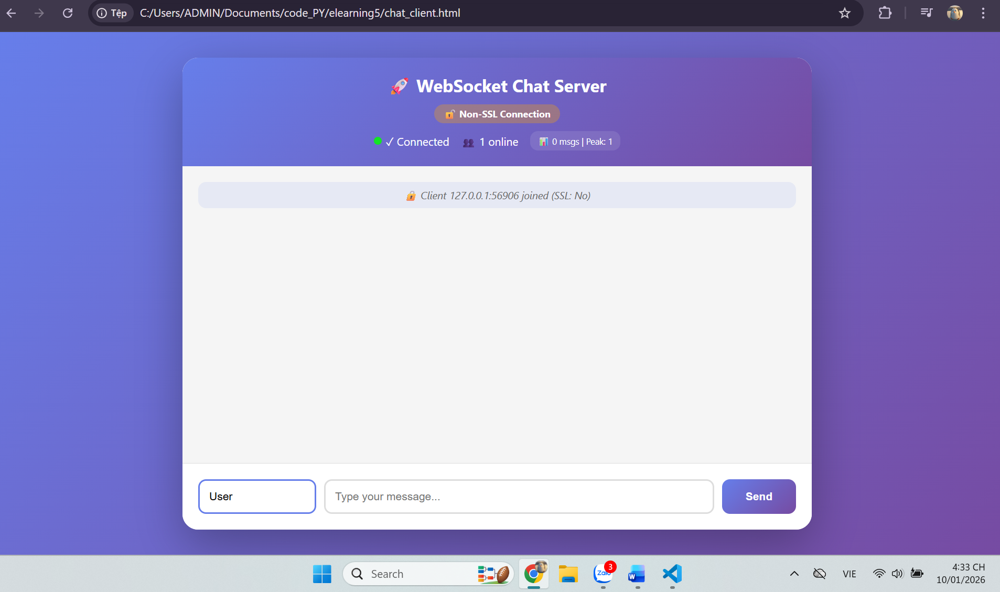 Tệp C:/Users/ADMIN/Documents/code_PY/elearning5/chat_client.html
🚀 WebSocket Chat Server
🔓 Non-SSL Connection
✓ Connected 👥 1 online 📊 0 msgs | Peak: 1
🔓 Client 127.0.0.1:56906 joined (SSL: No)
User Type your message... Send
Search Zalo 3 W VIE 4:33 CH
10/01/2026